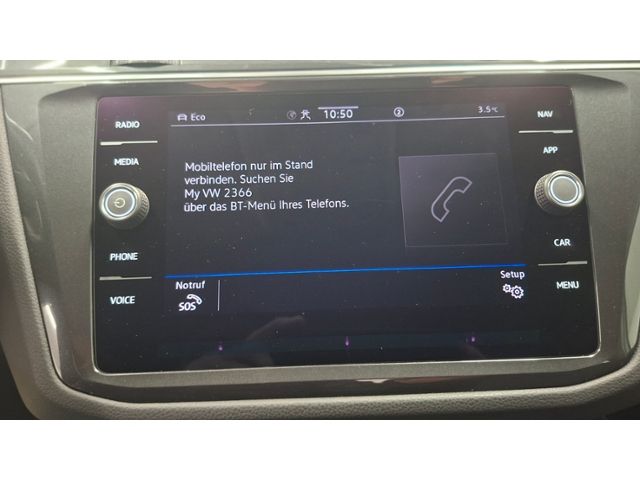 RADIO
MEDIA
PHONE
VOICE
Eco
10:50
2
3.5°C
Mobiltelefon nur im Stand
verbinden. Suchen Sie
My VW 2366
über das BT-Menü Ihres Telefons.
Notruf
SOS
Setup
NAV
APP
CAR
MENU